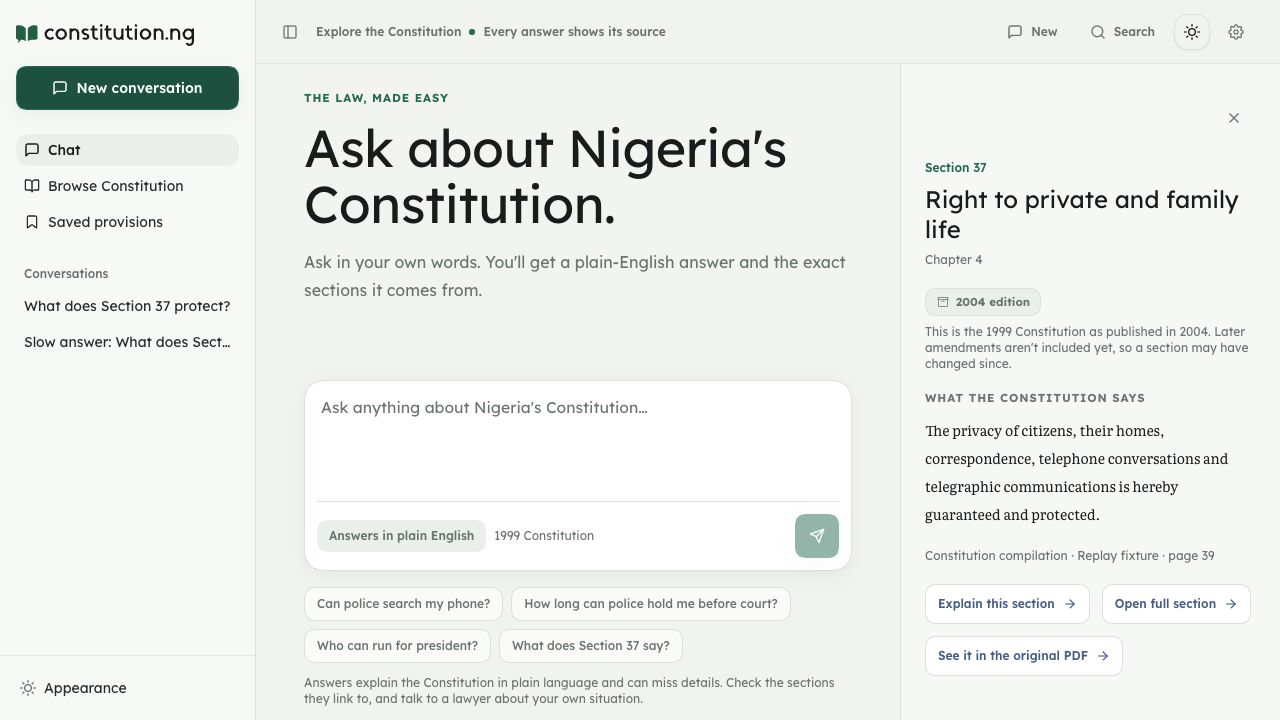 constitution.ng
New conversation
Chat
Browse Constitution
Saved provisions
Conversations
What does Section 37 protect?
Slow answer: What does Sect...
Appearance
Explore the Constitution • Every answer shows its source
New
Search
THE LAW, MADE EASY
Ask about Nigeria's
Constitution.
Ask in your own words. You'll get a plain-English answer and the exact
sections it comes from.
Ask anything about Nigeria's Constitution...
Answers in plain English
1999 Constitution
Can police search my phone?
How long can police hold me before court?
Who can run for president?
What does Section 37 say?
Answers explain the Constitution in plain language and can miss details. Check the sections
they link to, and talk to a lawyer about your own situation.
Section 37
Right to private and family
life
Chapter 4
2004 edition
This is the 1999 Constitution as published in 2004. Later
amendments aren't included yet, so a section may have
changed since.
WHAT THE CONSTITUTION SAYS
The privacy of citizens, their homes,
correspondence, telephone conversations and
telegraphic communications is hereby
guaranteed and protected.
Constitution compilation · Replay fixture · page 39
Explain this section →
Open full section →
See it in the original PDF →